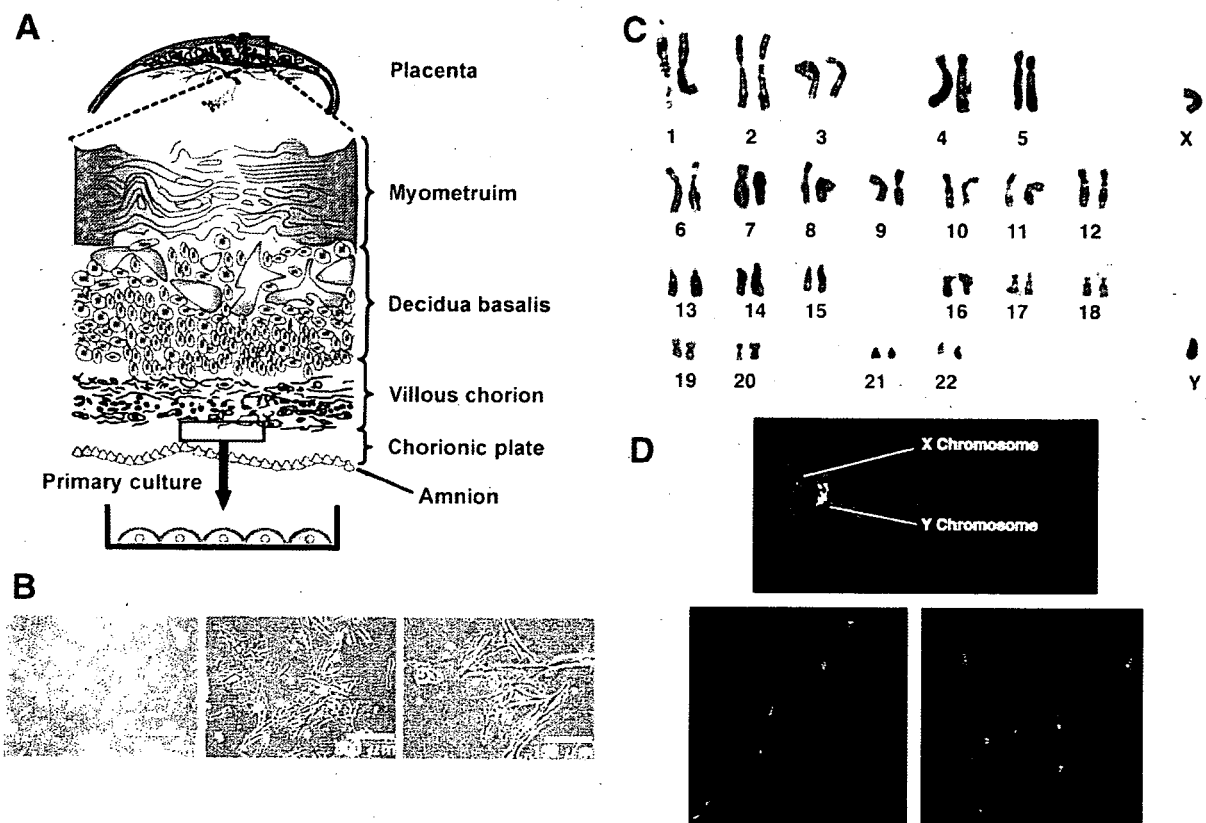 A
Placenta
Myometruim
Decidua basalis
Villous chorion
Chorionic plate
Primary culture
Amnion
B
C
1 2 3 4 5 X
6 7 8 9 10 11 12
13 14 15 16 17 18
19 20 21 22 Y
D
X Chromosome
Y Chromosome